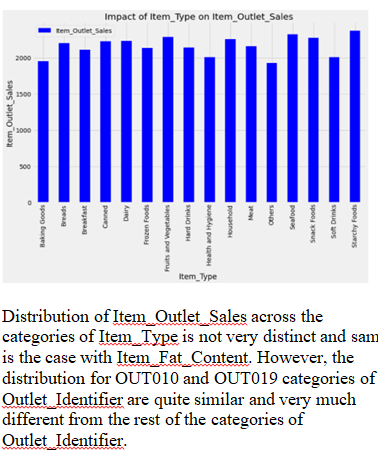 Impact of Item_Type on Item_Outlet_Sales
Item_Outlet_Sales
2000
1500
1000
500
0
Item_Outlet_Sales
Baking Goods
Breads
Breakfast
Canned
Dairy
Frozen Foods
Fruits and Vegetables
Hard Drinks
Health and Hygiene
Household
Meat
Others
Seafood
Snack Foods
Soft Drinks
Starchy Foods
Item_Type
Distribution of Item_Outlet_Sales across the
categories of Item_Type is not very distinct and sam
is the case with Item_Fat_Content. However, the
distribution for OUT010 and OUT019 categories of
Outlet_Identifier are quite similar and very much
different from the rest of the categories of
Outlet_Identifier.